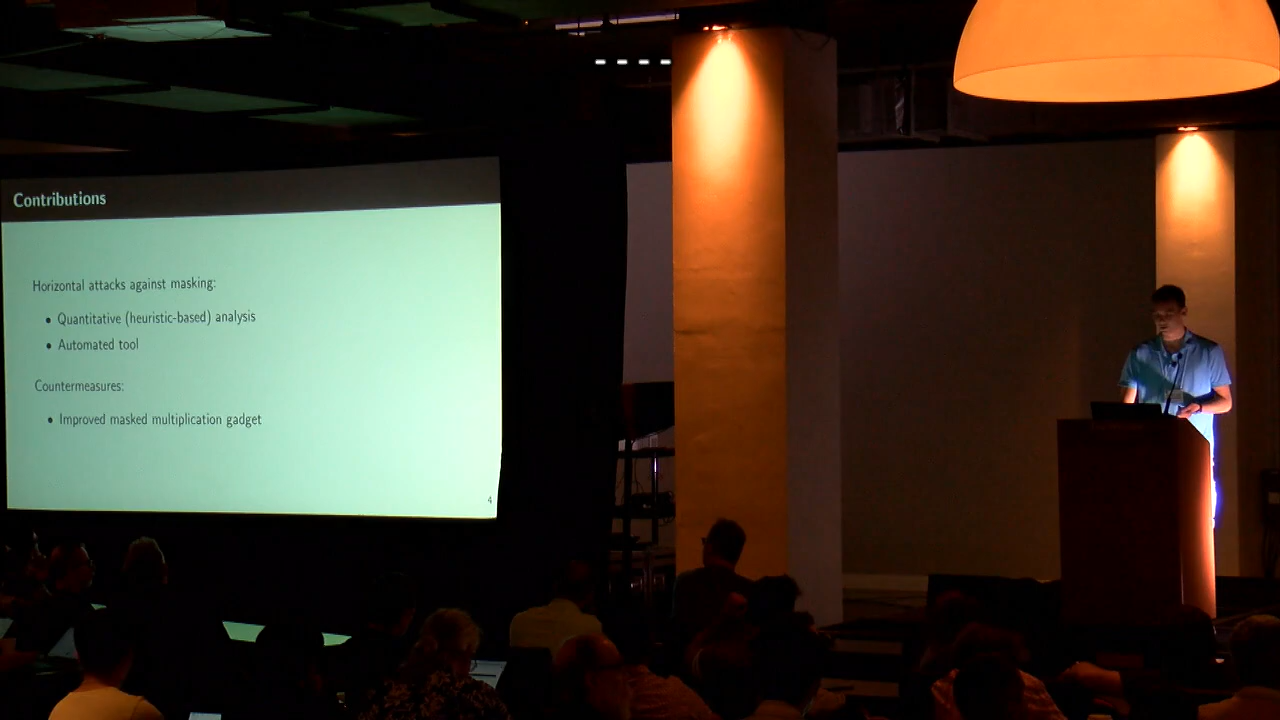 Contributions
Horizontal attacks against masking:
• Quantitative (heuristic-based) analysis
• Automated tool
Countermeasures:
• Improved masked multiplication gadget
4